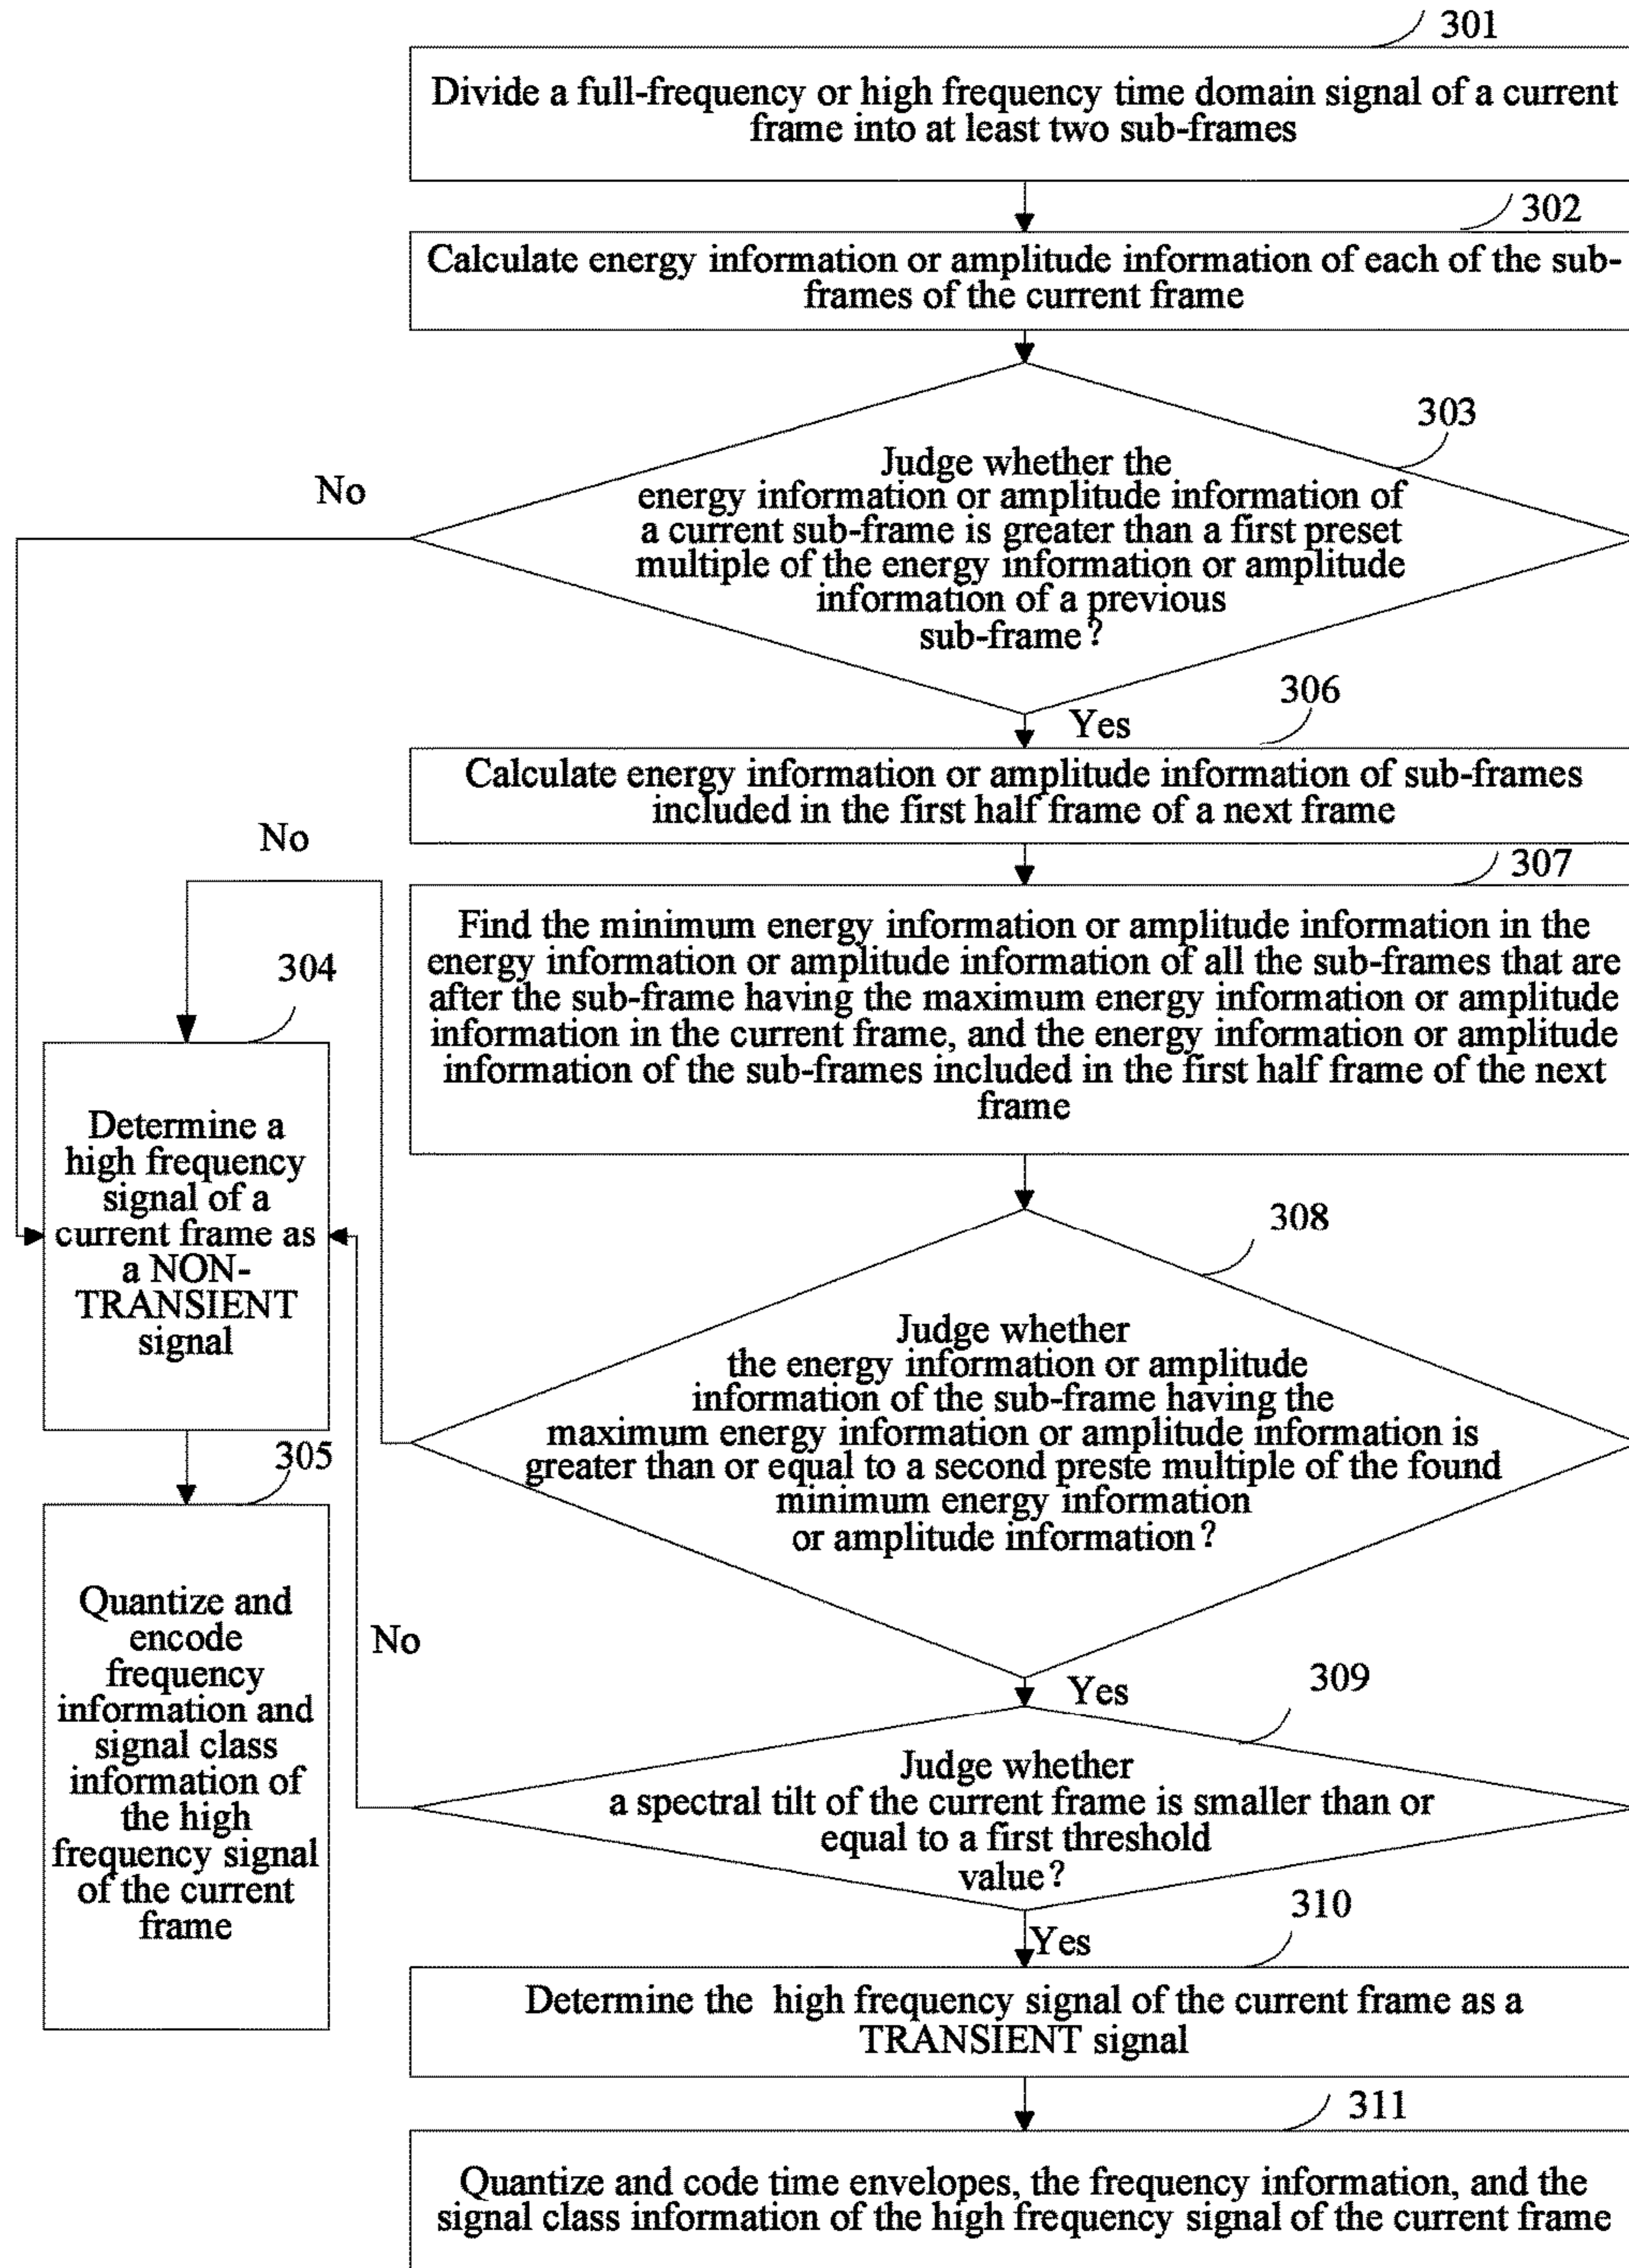 301
Divide a full-frequency or high frequency time domain signal of a current
frame into at least two sub-frames
302
Calculate energy information or amplitude information of each of the sub-
frames of the current frame
303
Judge whether the
energy information or amplitude information of
a current sub-frame is greater than a first preset
multiple of the energy information or amplitude
information of a previous
sub-frame?
No
Yes
306
Calculate energy information or amplitude information of sub-frames
included in the first half frame of a next frame
No
307
Find the minimum energy information or amplitude information in the
energy information or amplitude information of all the sub-frames that are
after the sub-frame having the maximum energy information or amplitude
information in the current frame, and the energy information or amplitude
information of the sub-frames included in the first half frame of the next
frame
304
Determine a
high frequency
signal of a
current frame as
a NON-
TRANSIENT
signal
308
Judge whether
the energy information or amplitude
information of the sub-frame having the
maximum energy information or amplitude information is
greater than or equal to a second preste multiple of the found
minimum energy information
or amplitude information?
305
Quantize and
encode
frequency
information and
signal class
information of
the high
frequency signal
of the current
frame
No
Yes
309
Judge whether
a spectral tilt of the current frame is smaller than or
equal to a first threshold
value?
310
Yes
Determine the high frequency signal of the current frame as a
TRANSIENT signal
311
Quantize and code time envelopes, the frequency information, and the
signal class information of the high frequency signal of the current frame